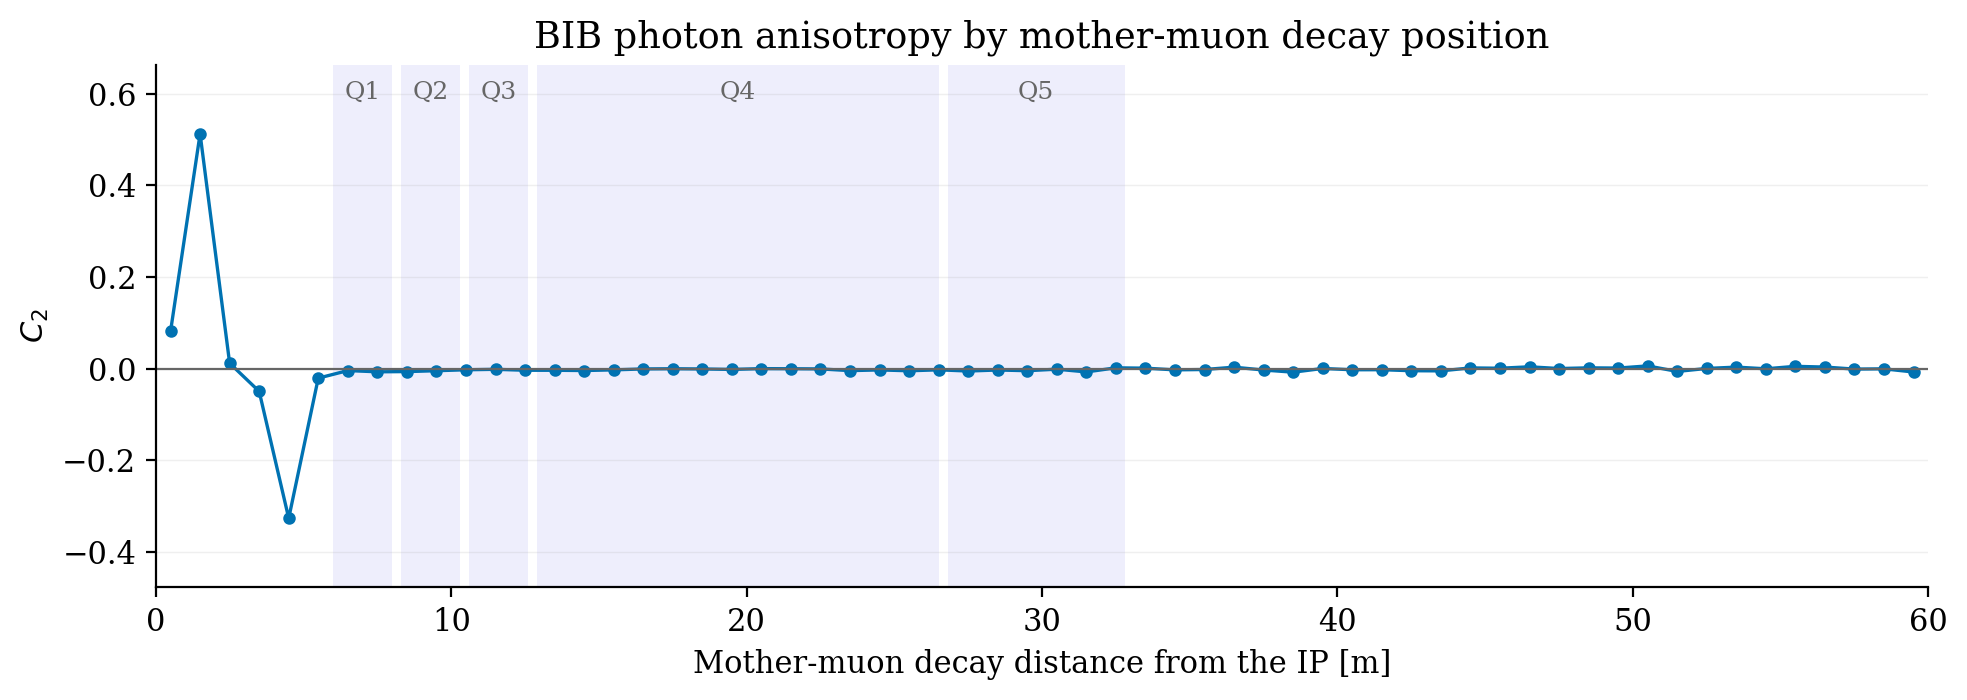 BIB photon anisotropy by mother-muon decay position
Q1 Q2 Q3 Q4 Q5
0.6
0.4
0.2
0.0
−0.2
−0.4
C₂
0 10 20 30 40 50 60
Mother-muon decay distance from the IP [m]